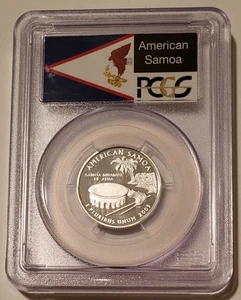 American
Samoa
PCGS
AMERICAN SAMOA
SAMOA MUAMUA
LE ATUA
E PLURIBUS UNUM 2009